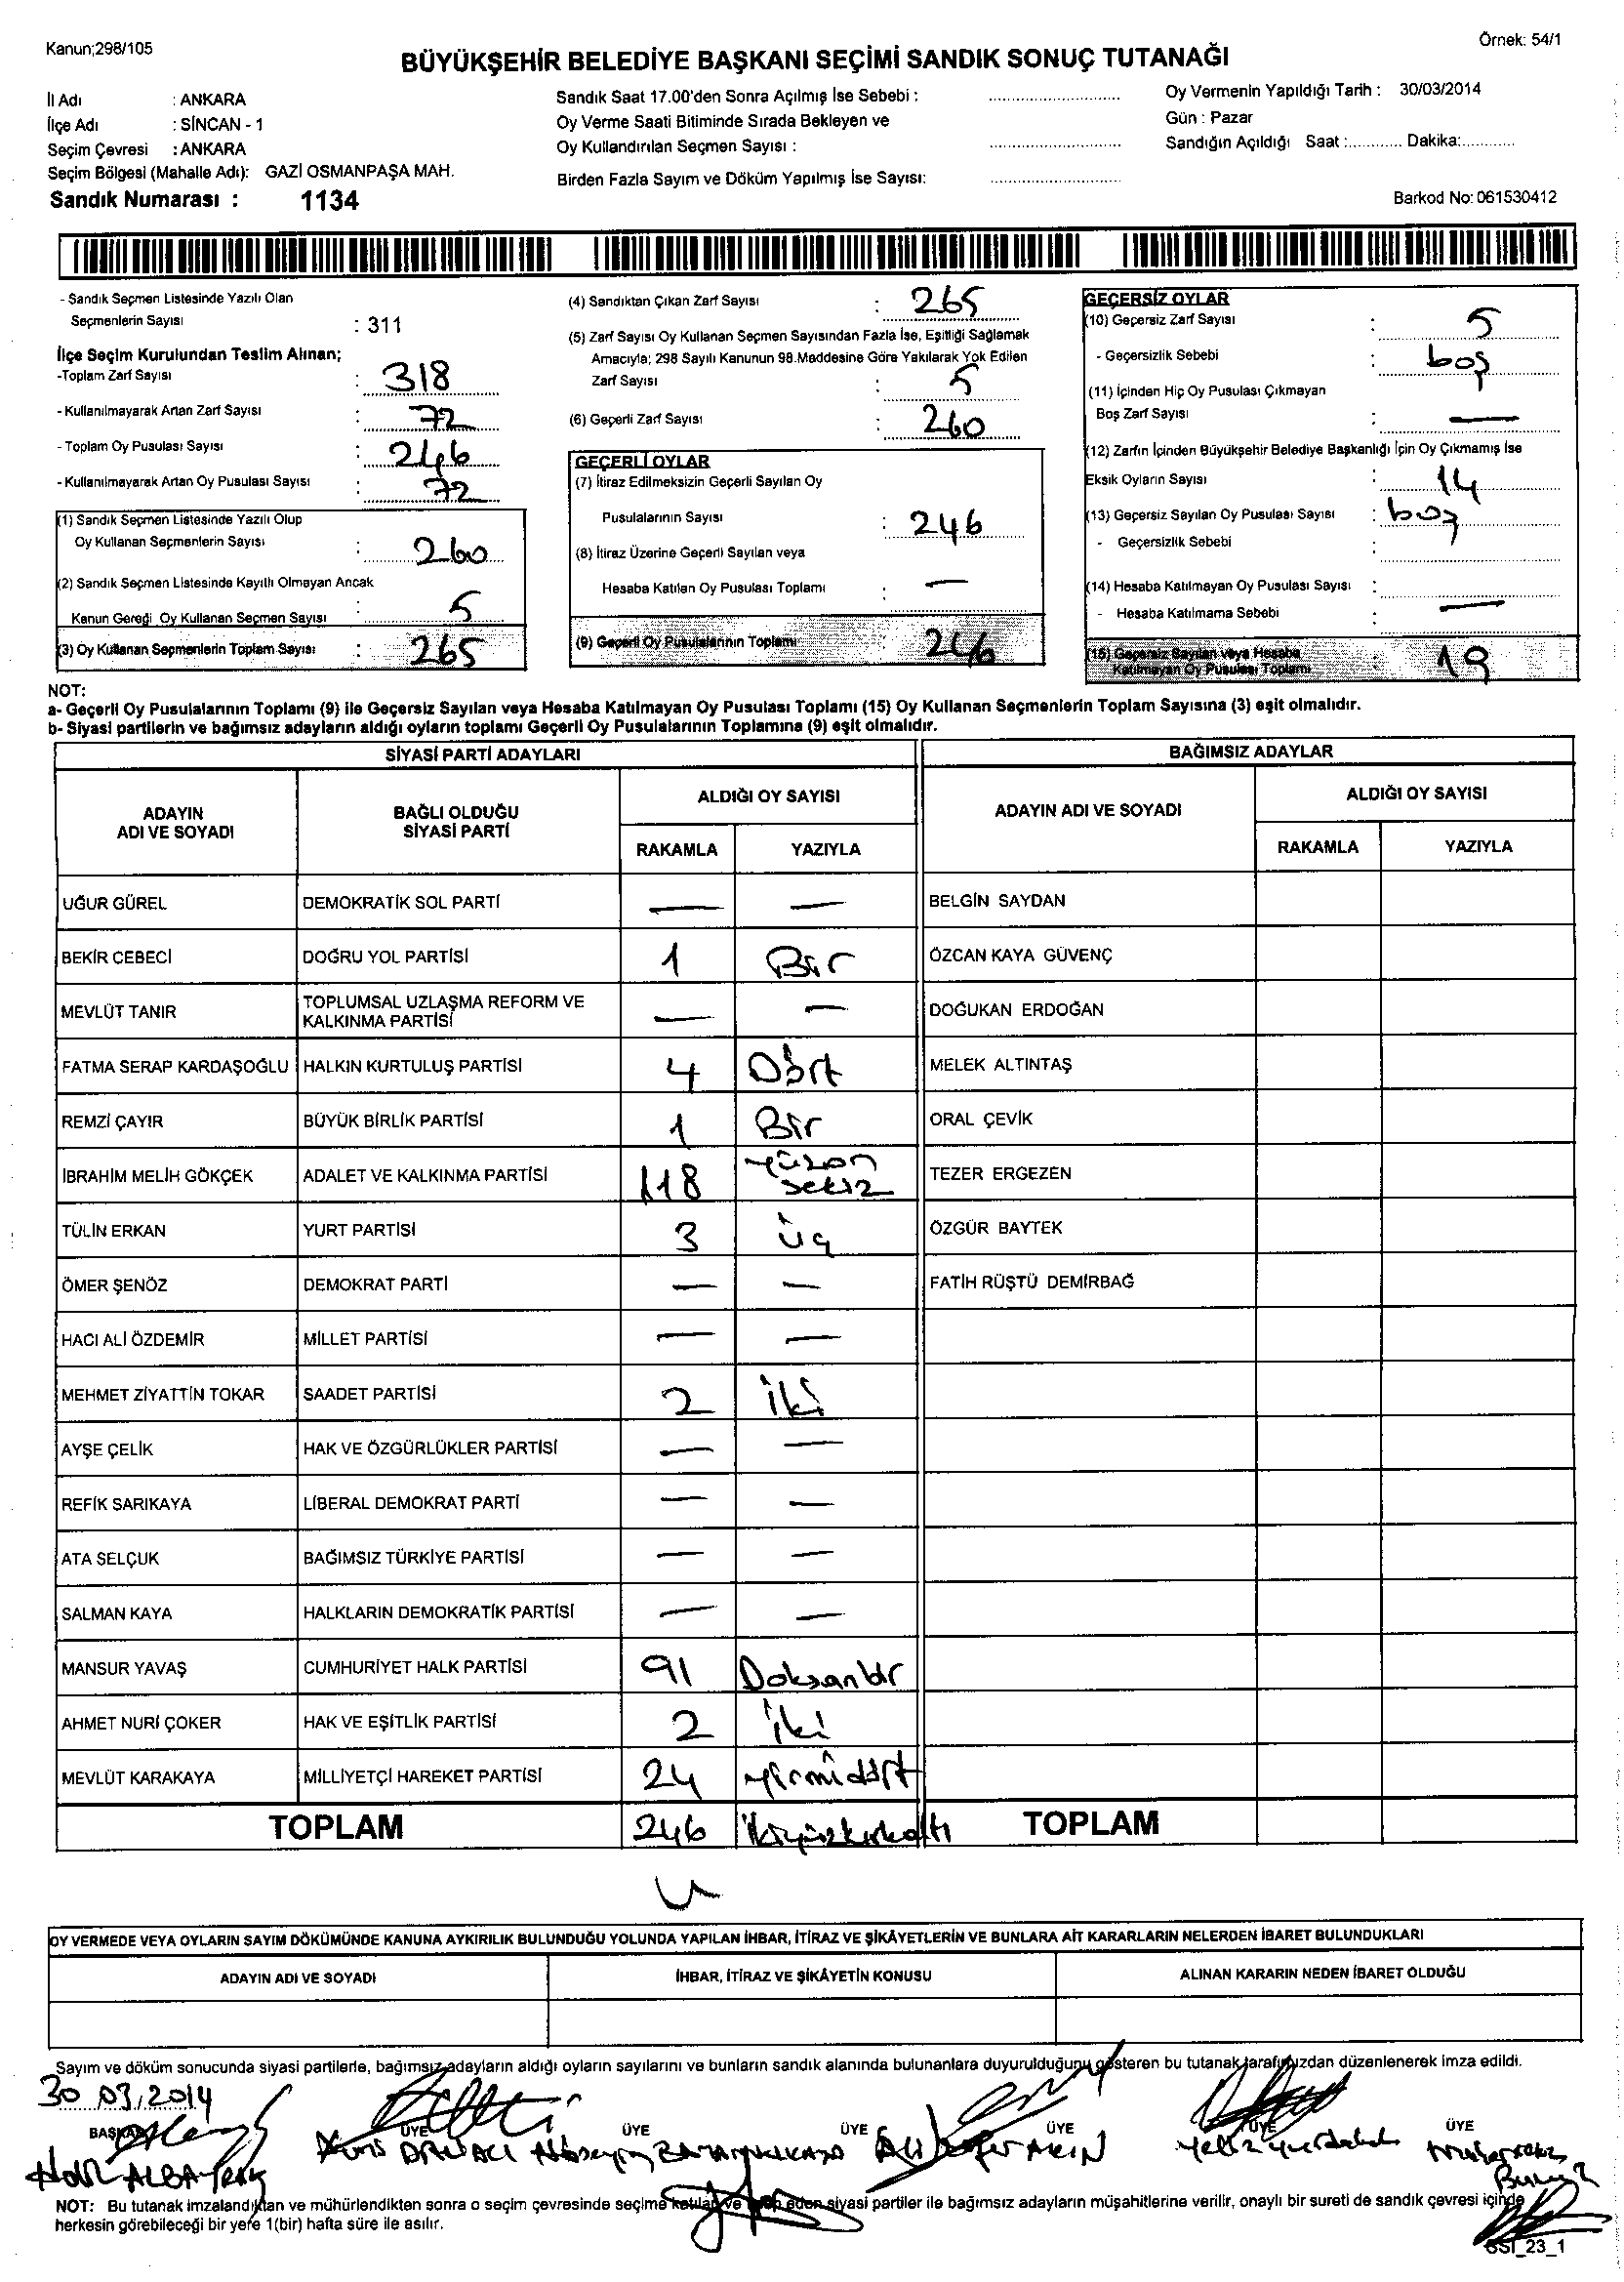 Kanun;298/105
Örnek: 54/1
BÜYÜKŞEHİR BELEDİYE BAŞKANI SEÇİMİ SANDIK SONUÇ TUTANAĞI
İl Adı : ANKARA
İlçe Adı : SİNCAN - 1
Seçim Çevresi : ANKARA
Seçim Bölgesi (Mahalle Adı): GAZİ OSMANPAŞA MAH.
Sandık Numarası : 1134
Sandık Saat 17.00'den Sonra Açılmış İse Sebebi :
Oy Verme Saati Bitiminde Sırada Bekleyen ve
Oy Kullandırılan Seçmen Sayısı :
Birden Fazla Sayım ve Döküm Yapılmış İse Sayısı:
Oy Vermenin Yapıldığı Tarih : 30/03/2014
Gün : Pazar
Sandığın Açıldığı Saat :........... Dakika:...........
Barkod No: 061530412
- Sandık Seçmen Listesinde Yazılı Olan
Seçmenlerin Sayısı : 311
İlçe Seçim Kurulundan Teslim Alınan;
-Toplam Zarf Sayısı : 318
- Kullanılmayarak Artan Zarf Sayısı : 72
- Toplam Oy Pusulası Sayısı : 246
- Kullanılmayarak Artan Oy Pusulası Sayısı : 72
(1) Sandık Seçmen Listesinde Yazılı Olup
Oy Kullanan Seçmenlerin Sayısı : 260
(2) Sandık Seçmen Listesinde Kayıtlı Olmayan Ancak
Kanun Gereği Oy Kullanan Seçmen Sayısı : 5
(3) Oy Kullanan Seçmenlerin Toplam Sayısı : 265
(4) Sandıktan Çıkan Zarf Sayısı : 265
(5) Zarf Sayısı Oy Kullanan Seçmen Sayısından Fazla İse, Eşitliği Sağlamak
Amacıyla; 298 Sayılı Kanunun 98.Maddesine Göre Yakılarak Yok Edilen
Zarf Sayısı : 5
(6) Geçerli Zarf Sayısı : 260
GEÇERLİ OYLAR
(7) İtiraz Edilmeksizin Geçerli Sayılan Oy
Pusulalarının Sayısı : 246
(8) İtiraz Üzerine Geçerli Sayılan veya
Hesaba Katılan Oy Pusulası Toplamı : —
(9) Geçerli Oy Pusulalarının Toplamı 246
GEÇERSİZ OYLAR
(10) Geçersiz Zarf Sayısı : 5
- Geçersizlik Sebebi : boş
(11) İçinden Hiç Oy Pusulası Çıkmayan
Boş Zarf Sayısı : —
(12) Zarfın İçinden Büyükşehir Belediye Başkanlığı İçin Oy Çıkmamış İse
Eksik Oyların Sayısı : 14
(13) Geçersiz Sayılan Oy Pusulası Sayısı : boş
- Geçersizlik Sebebi :
(14) Hesaba Katılmayan Oy Pusulası Sayısı :
- Hesaba Katılmama Sebebi : —
(15) Geçersiz Sayılan veya Hesaba
Katılmayan Oy Pusulası Toplamı 19
NOT:
a- Geçerli Oy Pusulalarının Toplamı (9) ile Geçersiz Sayılan veya Hesaba Katılmayan Oy Pusulası Toplamı (15) Oy Kullanan Seçmenlerin Toplam Sayısına (3) eşit olmalıdır.
b- Siyasi partilerin ve bağımsız adayların aldığı oyların toplamı Geçerli Oy Pusulalarının Toplamına (9) eşit olmalıdır.
SİYASİ PARTİ ADAYLARI
ADAYIN ADI VE SOYADI BAĞLI OLDUĞU SİYASİ PARTİ ALDIĞI OY SAYISI
RAKAMLA YAZIYLA
UĞUR GÜREL DEMOKRATİK SOL PARTİ — —
BEKİR CEBECİ DOĞRU YOL PARTİSİ 1 Bir
MEVLÜT TANIR TOPLUMSAL UZLAŞMA REFORM VE KALKINMA PARTİSİ — —
FATMA SERAP KARDAŞOĞLU HALKIN KURTULUŞ PARTİSİ 4 Dört
REMZİ ÇAYIR BÜYÜK BİRLİK PARTİSİ 1 Bir
İBRAHİM MELİH GÖKÇEK ADALET VE KALKINMA PARTİSİ 118 Yüzon sekiz
TÜLİN ERKAN YURT PARTİSİ 3 üç
ÖMER ŞENÖZ DEMOKRAT PARTİ — —
HACI ALİ ÖZDEMİR MİLLET PARTİSİ — —
MEHMET ZİYATTİN TOKAR SAADET PARTİSİ 2 iki
AYŞE ÇELİK HAK VE ÖZGÜRLÜKLER PARTİSİ — —
REFİK SARIKAYA LİBERAL DEMOKRAT PARTİ — —
ATA SELÇUK BAĞIMSIZ TÜRKİYE PARTİSİ — —
SALMAN KAYA HALKLARIN DEMOKRATİK PARTİSİ — —
MANSUR YAVAŞ CUMHURİYET HALK PARTİSİ 91 Doksanbir
AHMET NURİ ÇOKER HAK VE EŞİTLİK PARTİSİ 2 iki
MEVLÜT KARAKAYA MİLLİYETÇİ HAREKET PARTİSİ 24 yirmidört
TOPLAM 246 ikiyüzkırkaltı
BAĞIMSIZ ADAYLAR
ADAYIN ADI VE SOYADI ALDIĞI OY SAYISI
RAKAMLA YAZIYLA
BELGİN SAYDAN
ÖZCAN KAYA GÜVENÇ
DOĞUKAN ERDOĞAN
MELEK ALTINTAŞ
ORAL ÇEVİK
TEZER ERGEZEN
ÖZGÜR BAYTEK
FATİH RÜŞTÜ DEMİRBAĞ
TOPLAM
OY VERMEDE VEYA OYLARIN SAYIM DÖKÜMÜNDE KANUNA AYKIRILIK BULUNDUĞU YOLUNDA YAPILAN İHBAR, İTİRAZ VE ŞİKÂYETLERİN VE BUNLARA AİT KARARLARIN NELERDEN İBARET BULUNDUKLARI
ADAYIN ADI VE SOYADI İHBAR, İTİRAZ VE ŞİKÂYETİN KONUSU ALINAN KARARIN NEDEN İBARET OLDUĞU
Sayım ve döküm sonucunda siyasi partilerle, bağımsız adayların aldığı oyların sayılarını ve bunların sandık alanında bulunanlara duyurulduğunu gösteren bu tutanak tarafımızdan düzenlenerek imza edildi.
30.03.2014
BAŞKAN ÜYE ÜYE ÜYE ÜYE ÜYE ÜYE
ALBAYRAK AKIN
NOT: Bu tutanak imzalandıktan ve mühürlendikten sonra o seçim çevresinde seçime katılan ve eden siyasi partiler ile bağımsız adayların müşahitlerine verilir, onaylı bir sureti de sandık çevresi içinde
herkesin görebileceği bir yere 1(bir) hafta süre ile asılır.
SSI_23_1